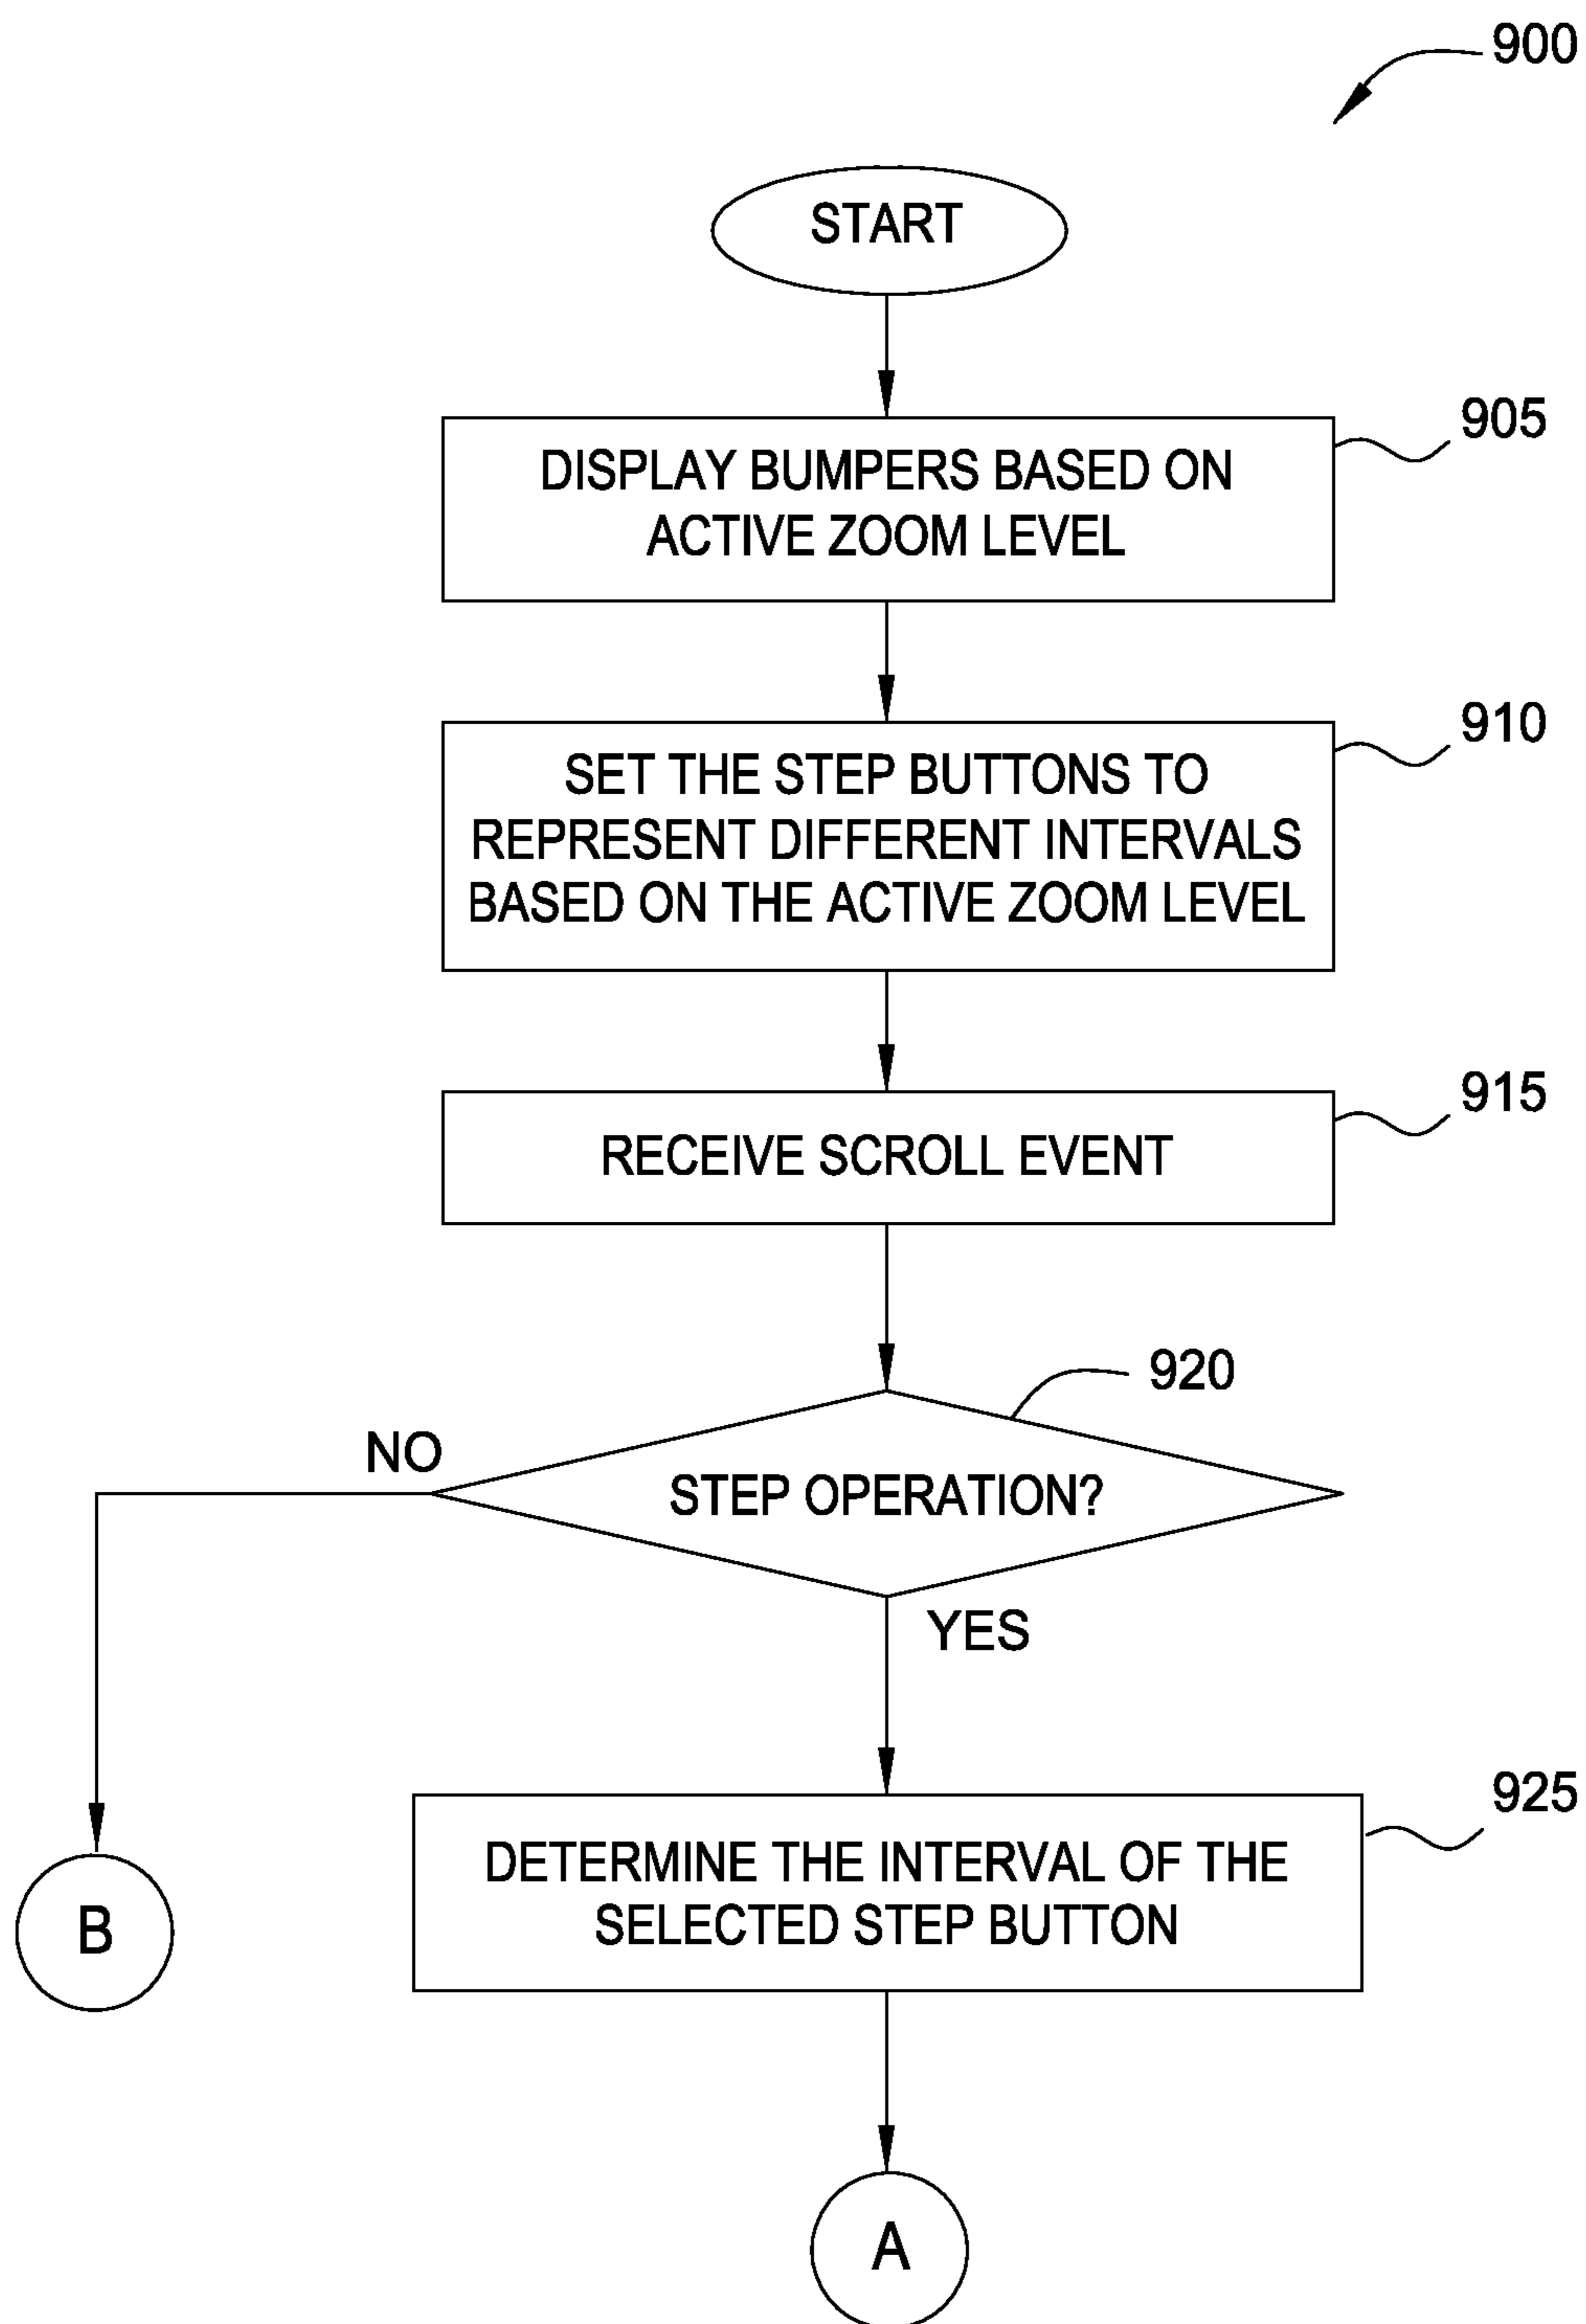 900
START
905
DISPLAY BUMPERS BASED ON
ACTIVE ZOOM LEVEL
910
SET THE STEP BUTTONS TO
REPRESENT DIFFERENT INTERVALS
BASED ON THE ACTIVE ZOOM LEVEL
915
RECEIVE SCROLL EVENT
920
NO
STEP OPERATION?
YES
925
DETERMINE THE INTERVAL OF THE
SELECTED STEP BUTTON
B
A